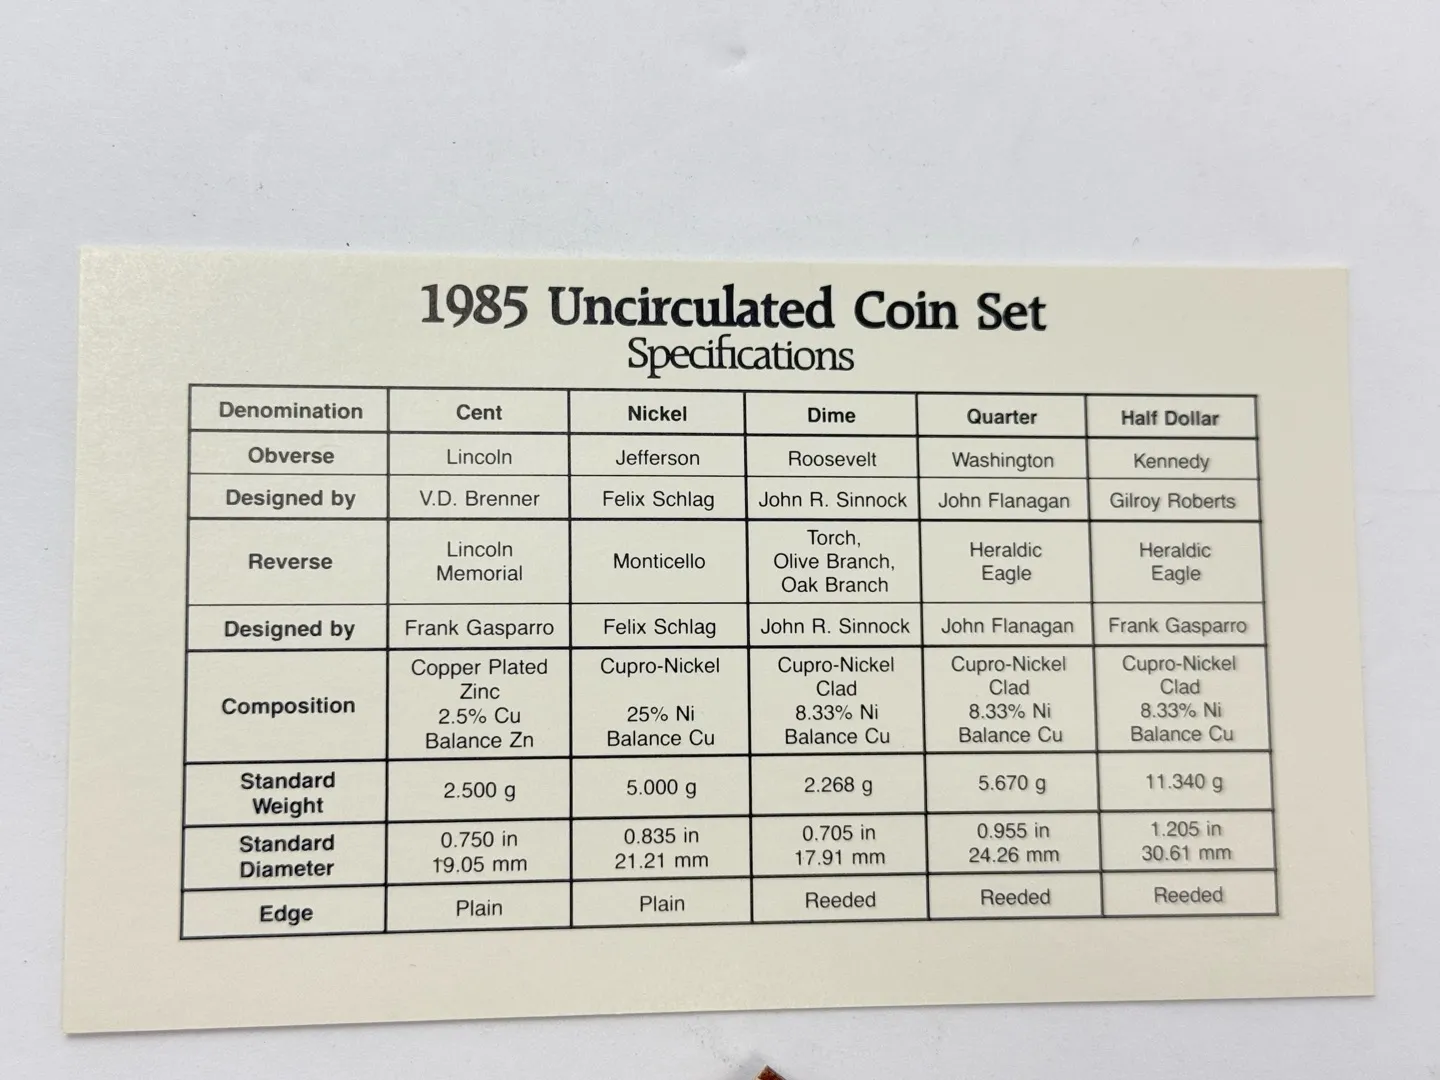 1985 Uncirculated Coin Set
Specifications
Denomination Cent Nickel Dime Quarter Half Dollar
Obverse Lincoln Jefferson Roosevelt Washington Kennedy
Designed by V.D. Brenner Felix Schlag John R. Sinnock John Flanagan Gilroy Roberts
Reverse Lincoln Memorial Monticello Torch, Olive Branch, Oak Branch Heraldic Eagle Heraldic Eagle
Designed by Frank Gasparro Felix Schlag John R. Sinnock John Flanagan Frank Gasparro
Composition Copper Plated Zinc 2.5% Cu Balance Zn Cupro-Nickel 25% Ni Balance Cu Cupro-Nickel Clad 8.33% Ni Balance Cu Cupro-Nickel Clad 8.33% Ni Balance Cu Cupro-Nickel Clad 8.33% Ni Balance Cu
Standard Weight 2.500 g 5.000 g 2.268 g 5.670 g 11.340 g
Standard Diameter 0.750 in 19.05 mm 0.835 in 21.21 mm 0.705 in 17.91 mm 0.955 in 24.26 mm 1.205 in 30.61 mm
Edge Plain Plain Reeded Reeded Reeded